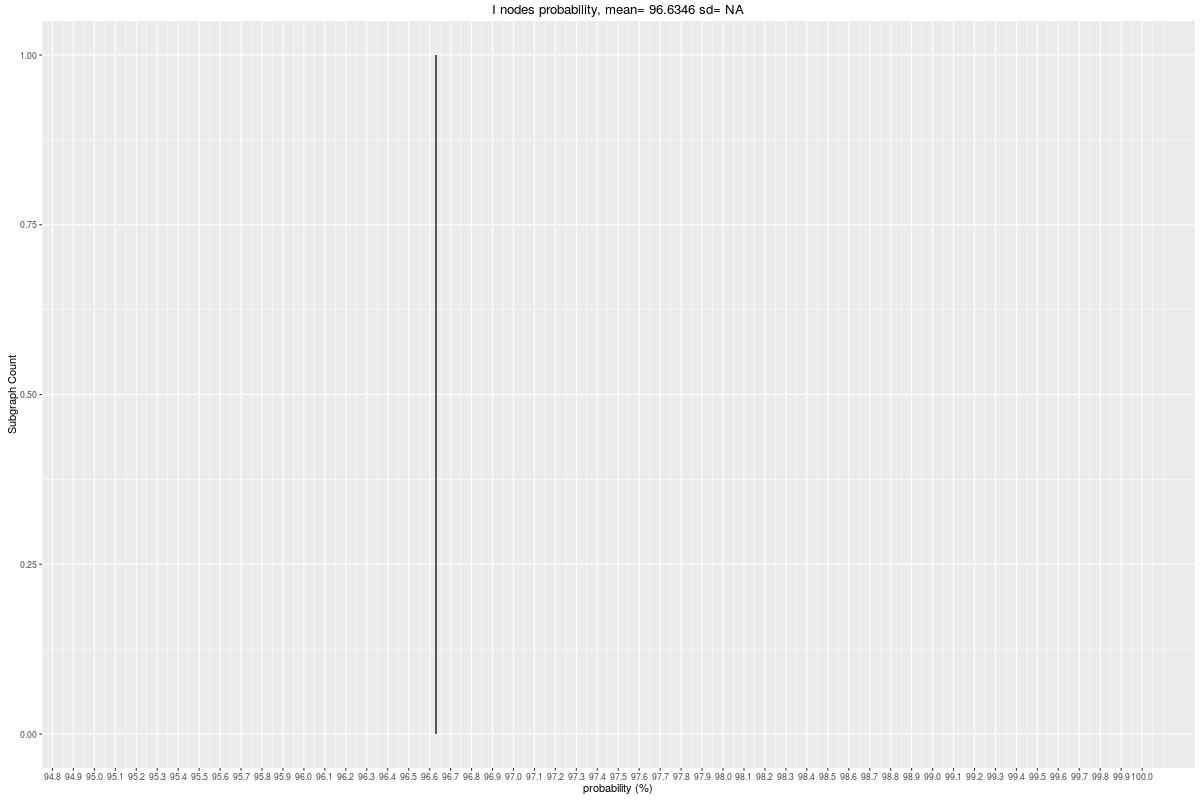 I nodes probability, mean= 96.6346 sd= NA
1.00
0.75
0.50
0.25
0.00
Subgraph Count
94.8 94.9 95.0 95.1 95.2 95.3 95.4 95.5 95.6 95.7 95.8 95.9 96.0 96.1 96.2 96.3 96.4 96.5 96.6 96.7 96.8 96.9 97.0 97.1 97.2 97.3 97.4 97.5 97.6 97.7 97.8 97.9 98.0 98.1 98.2 98.3 98.4 98.5 98.6 98.7 98.8 98.9 99.0 99.1 99.2 99.3 99.4 99.5 99.6 99.7 99.8 99.9 100.0
probability (%)